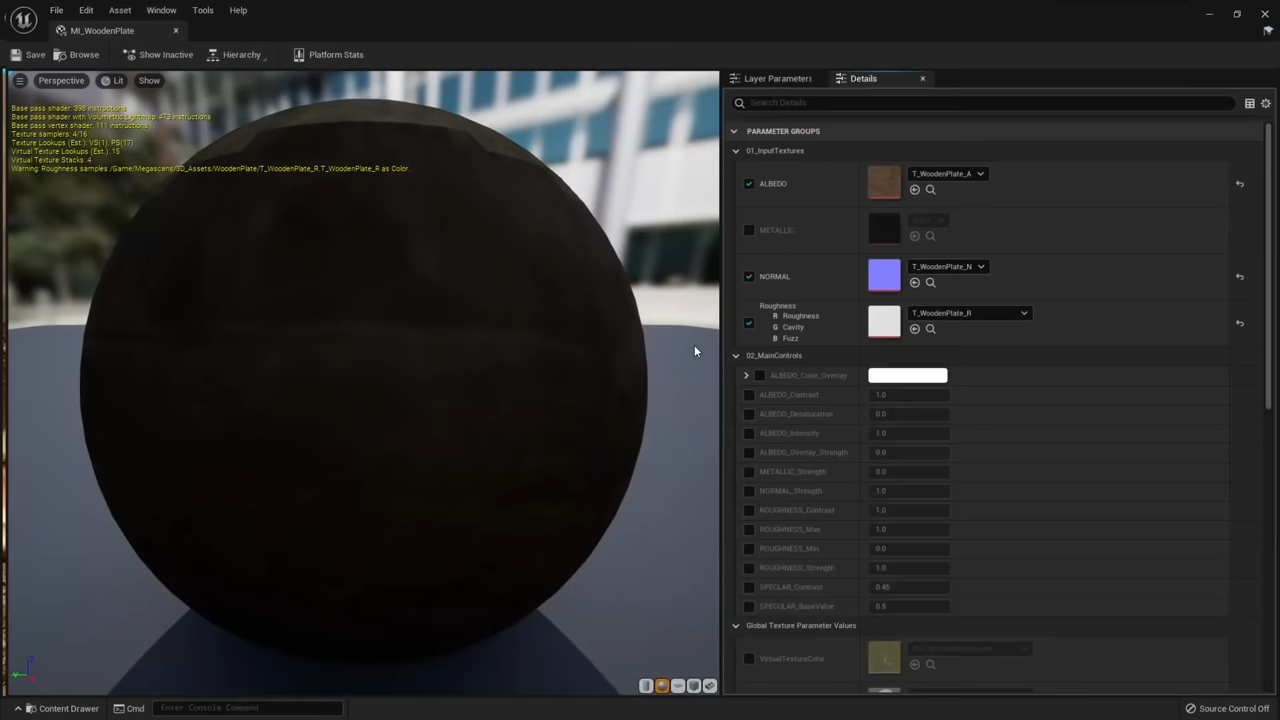 File Edit Asset Window Tools Help
MI_WoodenPlate
Save Browse Show Inactive Hierarchy Platform Stats
Perspective Lit Show
Base pass shader: 398 instructions
Base pass shader with Volumetric Lightmap: 473 instructions
Base pass vertex shader: 111 instructions
Texture samplers: 4/16
Texture Lookups (Est.): VS(1), PS(17)
Virtual Texture Lookups (Est.): 15
Virtual Texture Stacks: 4
Warning: Roughness samples /Game/Megascans/3D_Assets/WoodenPlate/T_WoodenPlate_R.T_WoodenPlate_R as Color.
Layer Parameters Details
Search Details
PARAMETER GROUPS
01_InputTextures
ALBEDO T_WoodenPlate_A
METALLIC
NORMAL T_WoodenPlate_N
Roughness T_WoodenPlate_R
R Roughness
G Cavity
B Fuzz
02_MainControls
ALBEDO_Color_Overlay
ALBEDO_Contrast 1.0
ALBEDO_Desaturation 0.0
ALBEDO_Intensity 1.0
ALBEDO_Overlay_Strength 0.0
METALLIC_Strength 0.0
NORMAL_Strength 1.0
ROUGHNESS_Contrast 1.0
ROUGHNESS_Max 1.0
ROUGHNESS_Min 0.0
ROUGHNESS_Strength 1.0
SPECLAR_Contrast 0.45
SPECULAR_BaseValue 0.5
Global Texture Parameter Values
VirtualTextureColor
Content Drawer Cmd Enter Console Command Source Control Off